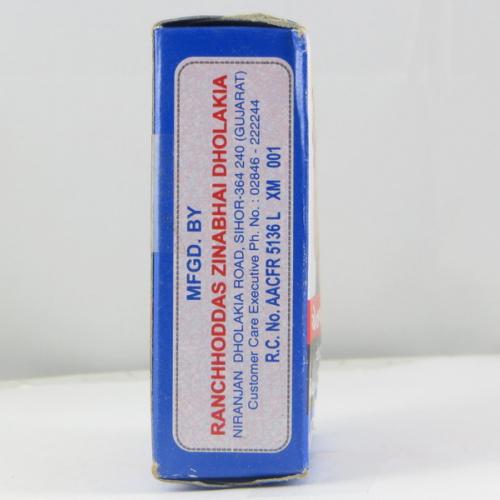 MFGD. BY
RANCHHODDAS ZINABHAI DHOLAKIA
NIRANJAN DHOLAKIA ROAD, SIHOR-364 240 (GUJARAT)
Customer Care Executive Ph. No. : 02846 - 222244
R.C. No. AACFR 5136 L XM 001